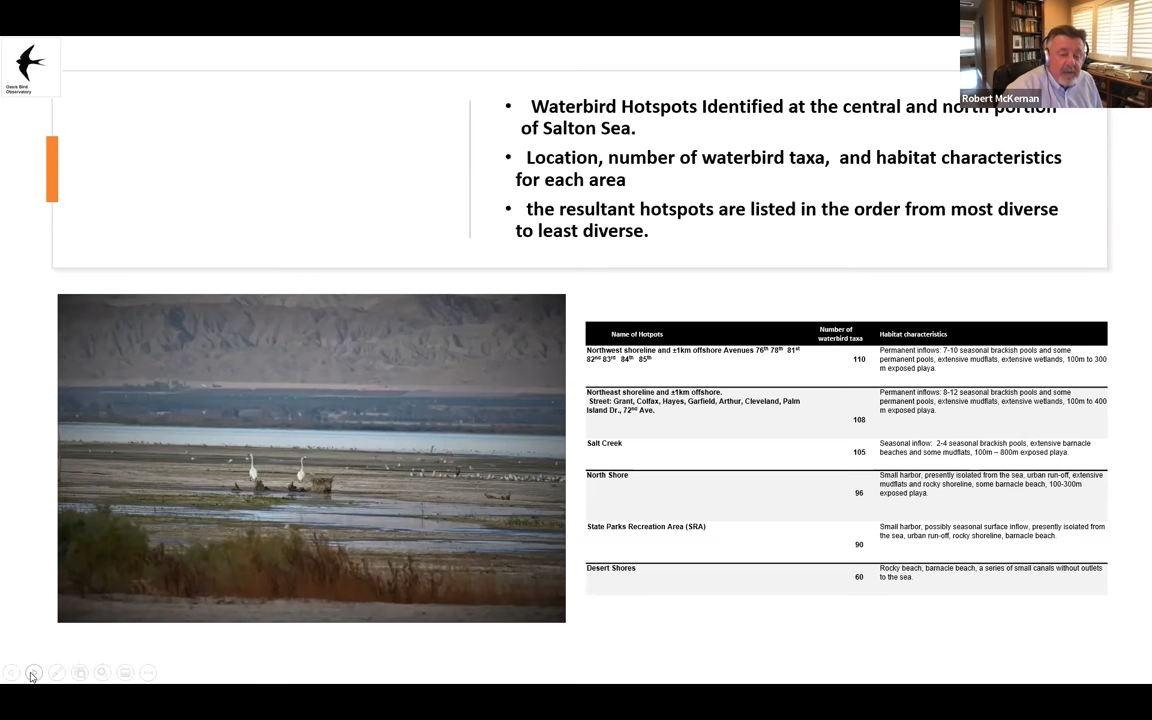 Oasis Bird
Observatory
Robert McKernan
• Waterbird Hotspots Identified at the central and north portion
of Salton Sea.
• Location, number of waterbird taxa, and habitat characteristics
for each area
• the resultant hotspots are listed in the order from most diverse
to least diverse.
Name of Hotpots
Number of
waterbird taxa
Habitat characteristics
Northwest shoreline and ±1km offshore Avenues 76th 78th 81st
82nd 83rd 84th 85th
110
Permanent inflows: 7-10 seasonal brackish pools and some
permanent pools, extensive mudflats, extensive wetlands, 100m to 300
m exposed playa.
Northeast shoreline and ±1km offshore.
Street: Grant, Colfax, Hayes, Garfield, Arthur, Cleveland, Palm
Island Dr., 72nd Ave.
108
Permanent inflows: 8-12 seasonal brackish pools and some
permanent pools, extensive mudflats, extensive wetlands, 100m to 400
m exposed playa.
Salt Creek
105
Seasonal inflow: 2-4 seasonal brackish pools, extensive barnacle
beaches and some mudflats, 100m – 800m exposed playa.
North Shore
96
Small harbor, presently isolated from the sea, urban run-off, extensive
mudflats and rocky shoreline, some barnacle beach, 100-300m
exposed playa.
State Parks Recreation Area (SRA)
90
Small harbor, possibly seasonal surface inflow, presently isolated from
the sea, urban run-off, rocky shoreline, barnacle beach.
Desert Shores
60
Rocky beach, barnacle beach, a series of small canals without outlets
to the sea.